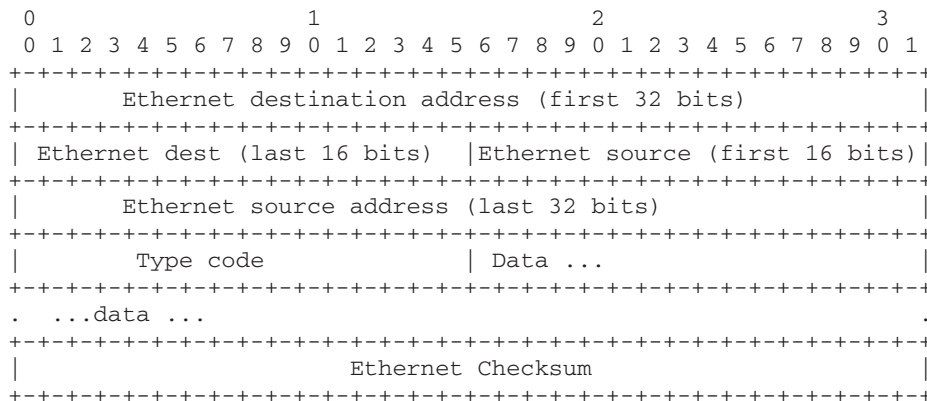 0                   1                   2                   3
 0 1 2 3 4 5 6 7 8 9 0 1 2 3 4 5 6 7 8 9 0 1 2 3 4 5 6 7 8 9 0 1
+-+-+-+-+-+-+-+-+-+-+-+-+-+-+-+-+-+-+-+-+-+-+-+-+-+-+-+-+-+-+-+-+
|       Ethernet destination address (first 32 bits)            |
+-+-+-+-+-+-+-+-+-+-+-+-+-+-+-+-+-+-+-+-+-+-+-+-+-+-+-+-+-+-+-+-+
| Ethernet dest (last 16 bits)  |Ethernet source (first 16 bits)|
+-+-+-+-+-+-+-+-+-+-+-+-+-+-+-+-+-+-+-+-+-+-+-+-+-+-+-+-+-+-+-+-+
|       Ethernet source address (last 32 bits)                  |
+-+-+-+-+-+-+-+-+-+-+-+-+-+-+-+-+-+-+-+-+-+-+-+-+-+-+-+-+-+-+-+-+
|        Type code              | Data ...                      |
+-+-+-+-+-+-+-+-+-+-+-+-+-+-+-+-+-+-+-+-+-+-+-+-+-+-+-+-+-+-+-+-+
.  ...data ...                                                  .
+-+-+-+-+-+-+-+-+-+-+-+-+-+-+-+-+-+-+-+-+-+-+-+-+-+-+-+-+-+-+-+-+
|                       Ethernet Checksum                       |
+-+-+-+-+-+-+-+-+-+-+-+-+-+-+-+-+-+-+-+-+-+-+-+-+-+-+-+-+-+-+-+-+